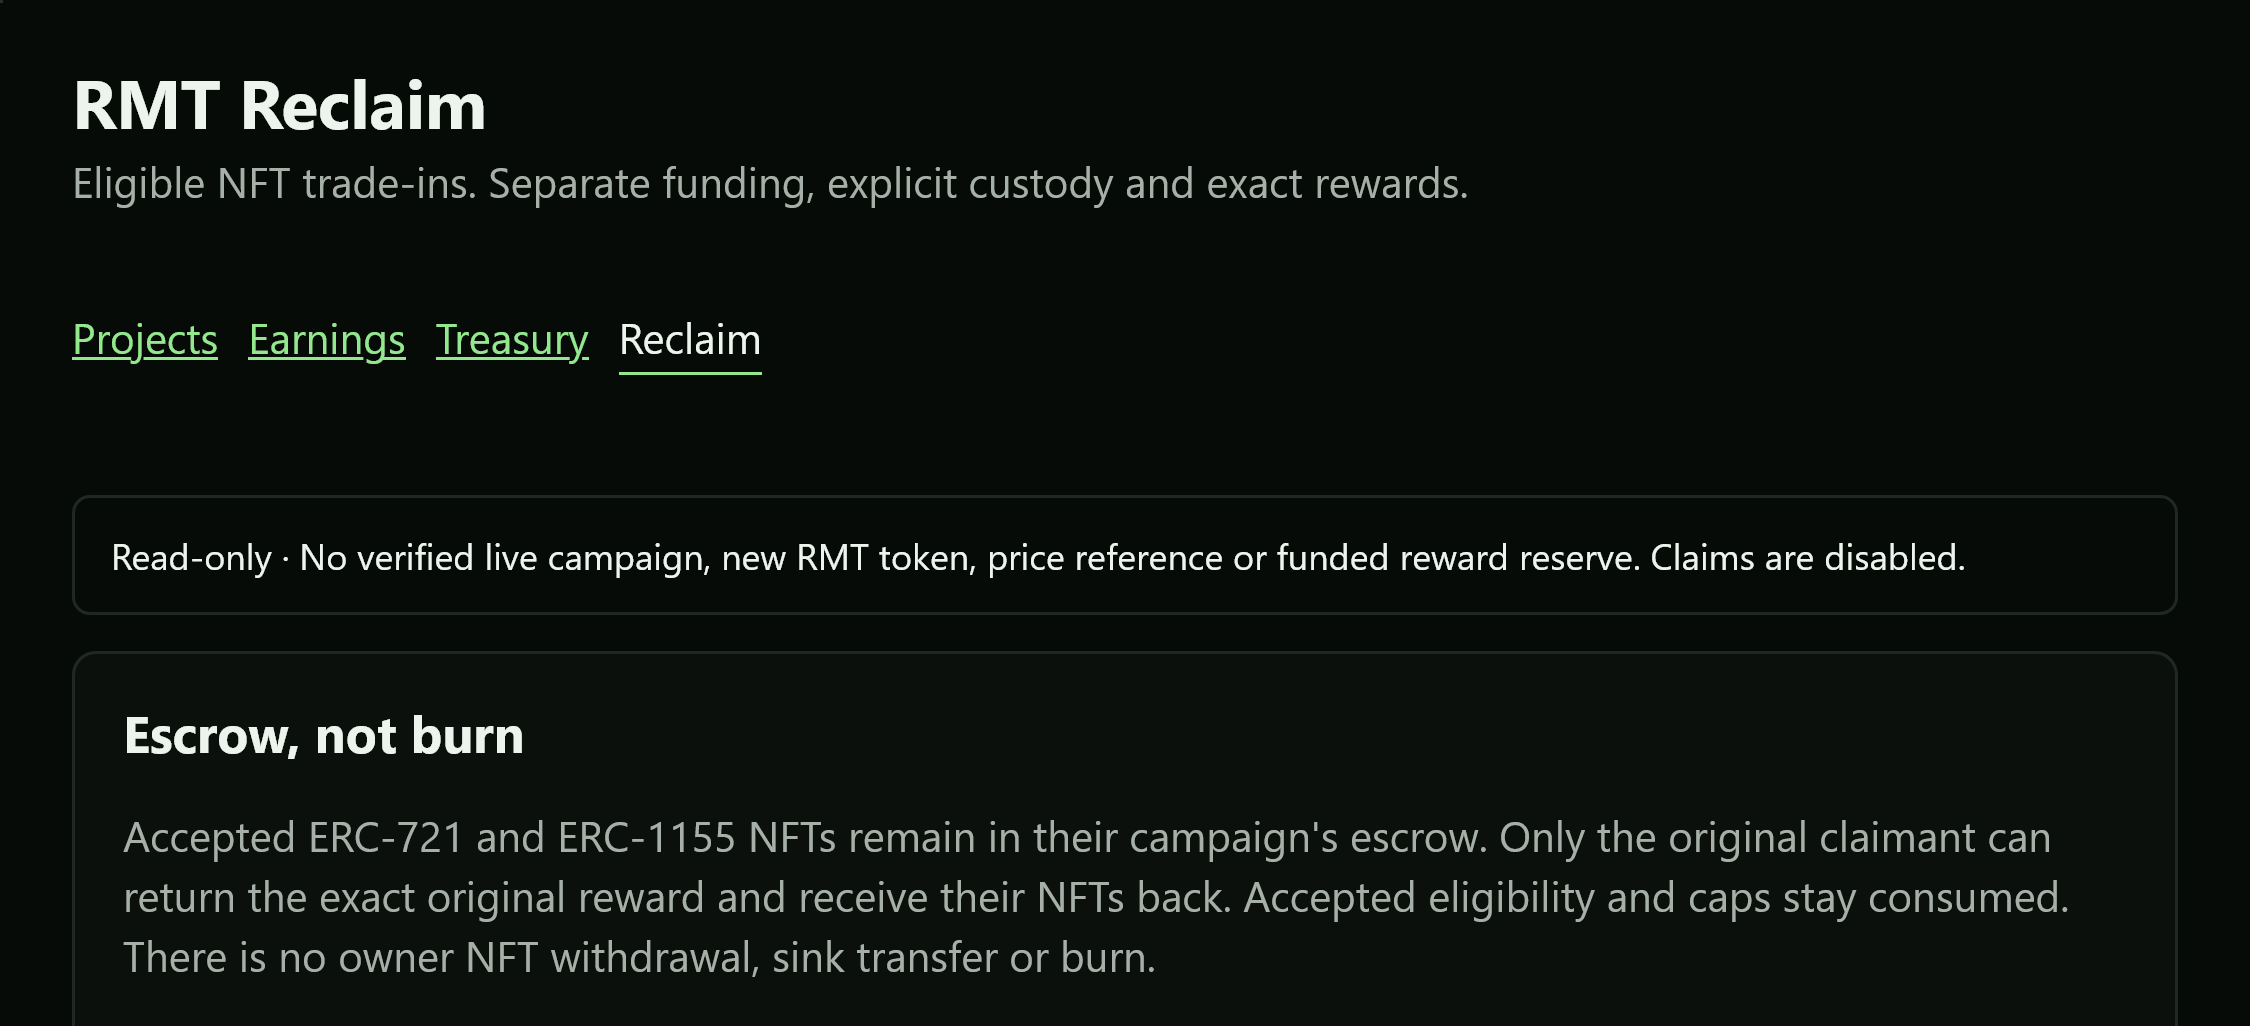 RMT Reclaim
Eligible NFT trade-ins. Separate funding, explicit custody and exact rewards.
Projects Earnings Treasury Reclaim
Read-only · No verified live campaign, new RMT token, price reference or funded reward reserve. Claims are disabled.
Escrow, not burn
Accepted ERC-721 and ERC-1155 NFTs remain in their campaign's escrow. Only the original claimant can
return the exact original reward and receive their NFTs back. Accepted eligibility and caps stay consumed.
There is no owner NFT withdrawal, sink transfer or burn.